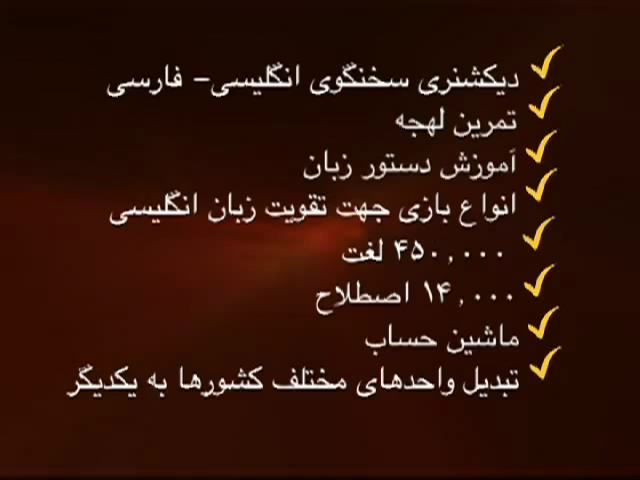 دیکشنری سخنگوی انگلیسی- فارسی
تمرین لهجه
آموزش دستور زبان
انواع بازی جهت تقویت زبان انگلیسی
۴۵۰,۰۰۰ لغت
۱۴,۰۰۰ اصطلاح
ماشین حساب
تبدیل واحدهای مختلف کشورها به یکدیگر